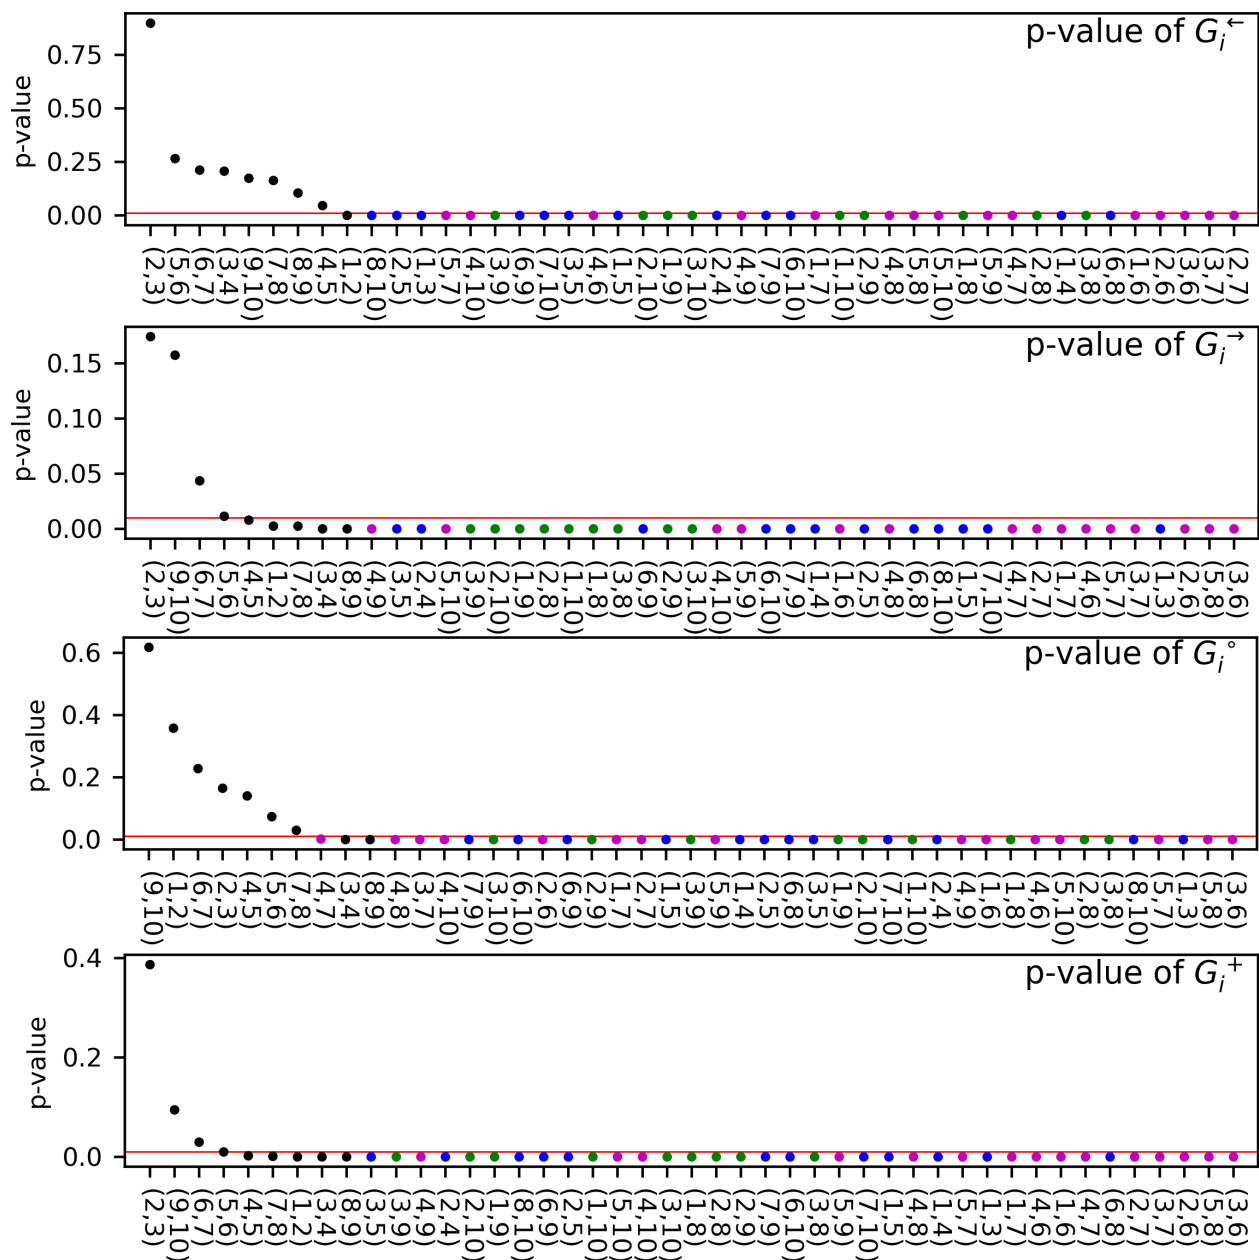 p-value of G_i^←
p-value
0.75
0.50
0.25
0.00
(2,3) (5,6) (6,7) (3,4) (9,10) (7,8) (8,9) (4,5) (1,2) (8,10) (2,5) (1,3) (5,7) (4,10) (3,9) (6,9) (7,10) (3,5) (4,6) (1,5) (2,10) (1,9) (3,10) (2,4) (4,9) (7,9) (6,10) (1,7) (1,10) (2,9) (4,8) (5,8) (5,10) (1,8) (5,9) (4,7) (2,8) (1,4) (3,8) (6,8) (1,6) (2,6) (3,6) (3,7) (2,7)
p-value of G_i^→
p-value
0.15
0.10
0.05
0.00
(2,3) (9,10) (6,7) (5,6) (4,5) (1,2) (7,8) (3,4) (8,9) (4,9) (3,5) (2,4) (5,10) (3,9) (2,10) (1,9) (2,8) (1,10) (1,8) (3,8) (6,9) (2,9) (3,10) (4,10) (5,9) (6,10) (7,9) (1,4) (1,6) (2,5) (4,8) (6,8) (8,10) (1,5) (7,10) (4,7) (2,7) (1,7) (4,6) (5,7) (3,7) (1,3) (2,6) (5,8) (3,6)
p-value of G_i^°
p-value
0.6
0.4
0.2
0.0
(9,10) (1,2) (6,7) (2,3) (4,5) (5,6) (7,8) (4,7) (3,4) (8,9) (4,8) (3,7) (4,10) (7,9) (3,10) (6,10) (2,6) (6,9) (2,9) (1,7) (2,7) (1,5) (3,9) (5,9) (1,4) (2,5) (6,8) (3,5) (1,9) (2,10) (7,10) (1,10) (2,4) (4,9) (1,6) (1,8) (4,6) (5,10) (2,8) (3,8) (8,10) (5,7) (1,3) (5,8) (3,6)
p-value of G_i^+
p-value
0.4
0.2
0.0
(2,3) (9,10) (6,7) (5,6) (4,5) (7,8) (1,2) (3,4) (8,9) (3,5) (3,9) (4,9) (2,4) (2,10) (1,9) (8,10) (6,9) (2,5) (1,10) (5,10) (4,10) (3,10) (1,8) (2,8) (2,9) (7,9) (6,10) (3,8) (5,9) (7,10) (1,5) (4,8) (1,4) (5,7) (1,3) (1,7) (4,6) (1,6) (4,7) (6,8) (2,7) (3,7) (2,6) (5,8) (3,6)